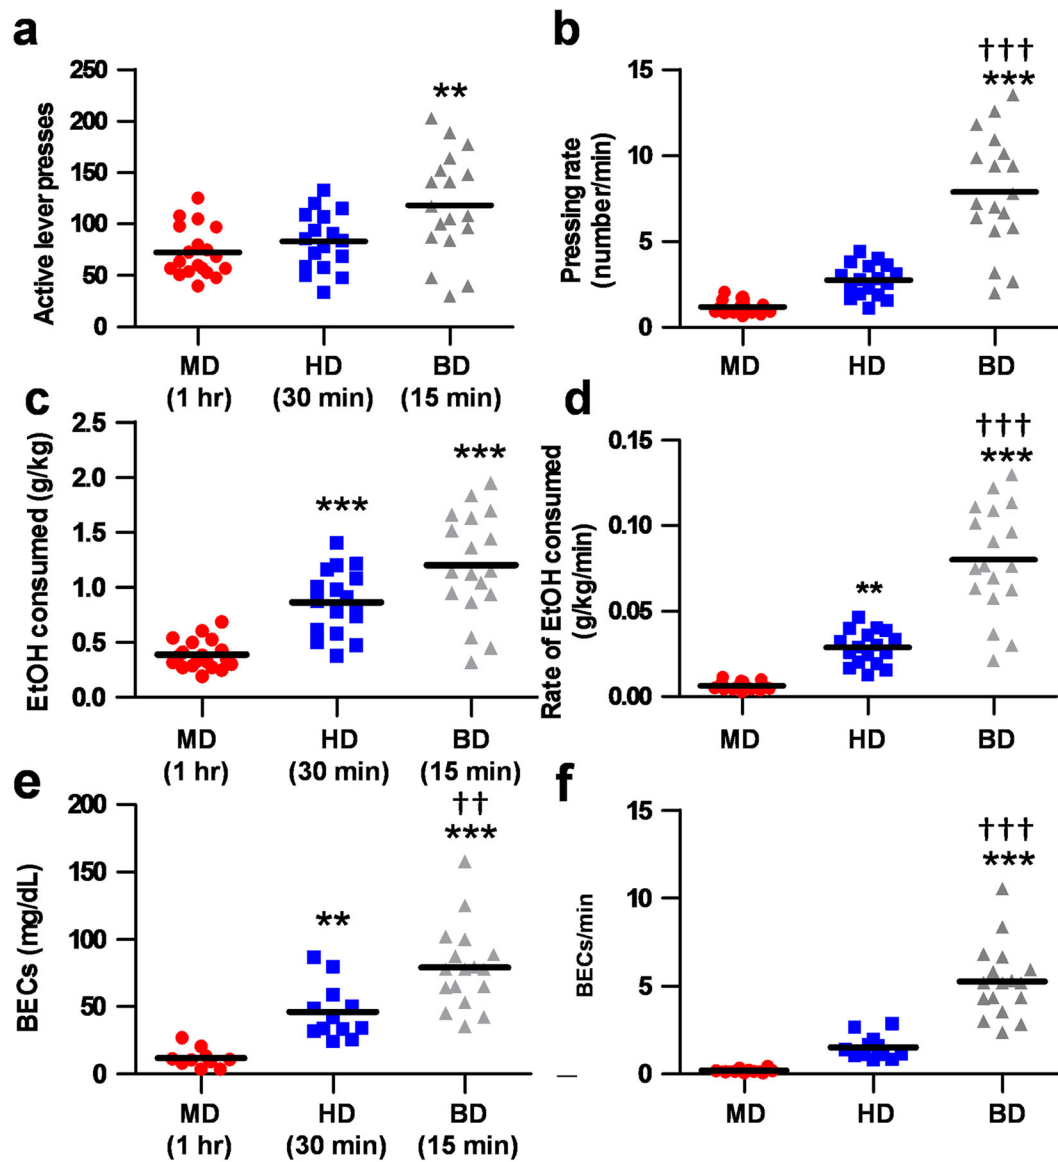 a
Active lever presses
250
200
150
100
50
0
**
MD HD BD
(1 hr) (30 min) (15 min)
b
Pressing rate
(number/min)
15
10
5
0
†††
***
MD HD BD
c
EtOH consumed (g/kg)
2.5
2.0
1.5
1.0
0.5
0.0
***
***
MD HD BD
(1 hr) (30 min) (15 min)
d
Rate of EtOH consumed
(g/kg/min)
0.15
0.10
0.05
0.00
**
†††
***
MD HD BD
e
BECs (mg/dL)
200
150
100
50
0
**
††
***
MD HD BD
(1 hr) (30 min) (15 min)
f
BECs/min
15
10
5
0
†††
***
MD HD BD